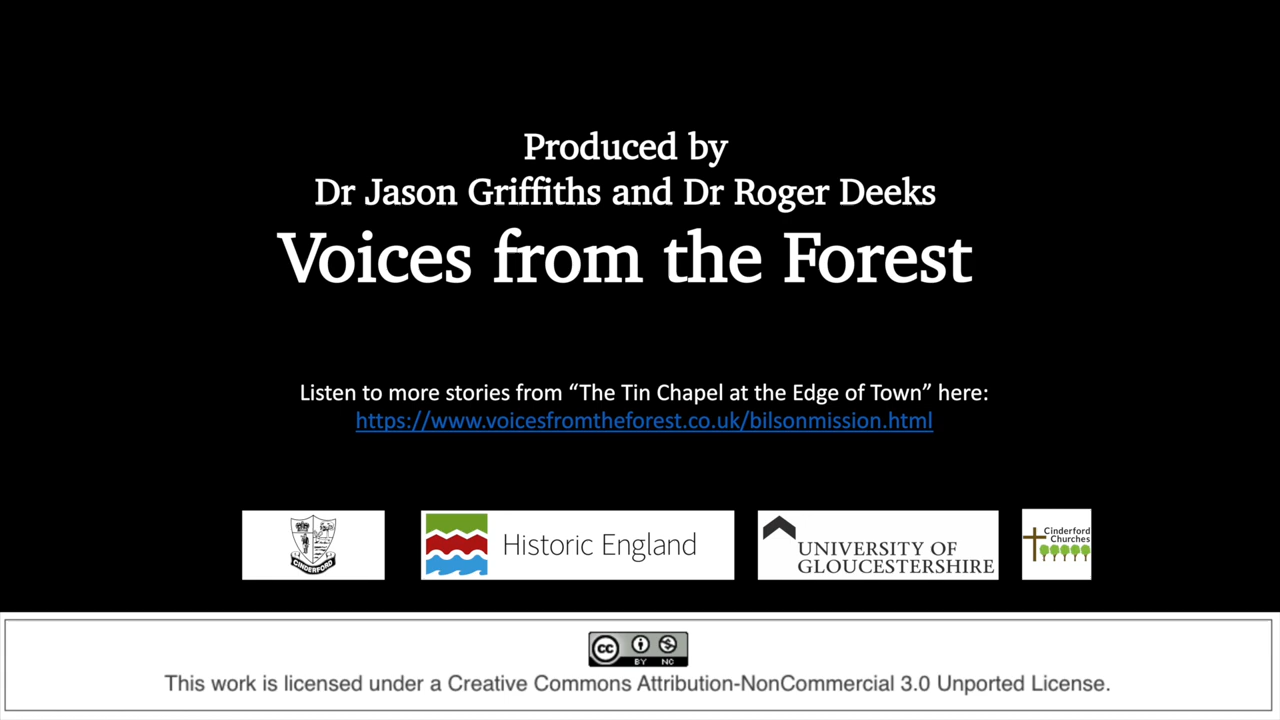 Produced by
Dr Jason Griffiths and Dr Roger Deeks
Voices from the Forest
Listen to more stories from “The Tin Chapel at the Edge of Town” here:
https://www.voicesfromtheforest.co.uk/bilsonmission.html
CINDERFORD
Historic England
UNIVERSITY OF
GLOUCESTERSHIRE
Cinderford
Churches
cc
BY NC
This work is licensed under a Creative Commons Attribution-NonCommercial 3.0 Unported License.